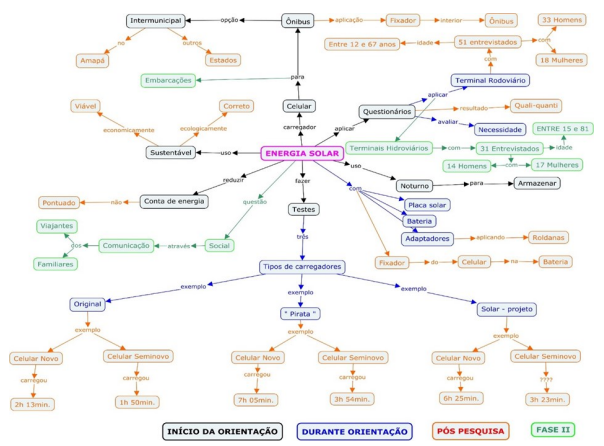 Intermunicipal
opção
Ônibus
aplicação
Fixador
interior
Ônibus
33 Homens
no
outros
Entre 12 e 67 anos
idade
51 entrevistados
com
Amapá
Estados
com
18 Mulheres
Embarcações
para
Terminal Rodoviário
Viável
Correto
Celular
aplicar
Questionários
resultado
Quali-quanti
economicamente
ecologicamente
carregador
aplicar
avaliar
Necessidade
ENTRE 15 e 81
Sustentável
uso
ENERGIA SOLAR
Terminais Hidroviários
com
31 Entrevistados
idade
uso
14 Homens
com
17 Mulheres
reduzir
fazer
Noturno
para
Armazenar
com
Pontuado
não
Conta de energia
questão
Testes
Placa solar
Bateria
Viajantes
três
Adaptadores
aplicando
Roldanas
dos
Comunicação
através
Social
Familiares
Tipos de carregadores
Fixador
do
Celular
na
Bateria
exemplo
exemplo
exemplo
Original
" Pirata "
Solar - projeto
exemplo
exemplo
exemplo
Celular Novo
Celular Seminovo
Celular Novo
Celular Seminovo
Celular Novo
Celular Seminovo
carregou
carregou
carregou
carregou
carregou
????
2h 13min.
1h 50min.
7h 05min.
3h 54min.
6h 25min.
3h 23min.
INÍCIO DA ORIENTAÇÃO
DURANTE ORIENTAÇÃO
PÓS PESQUISA
FASE II